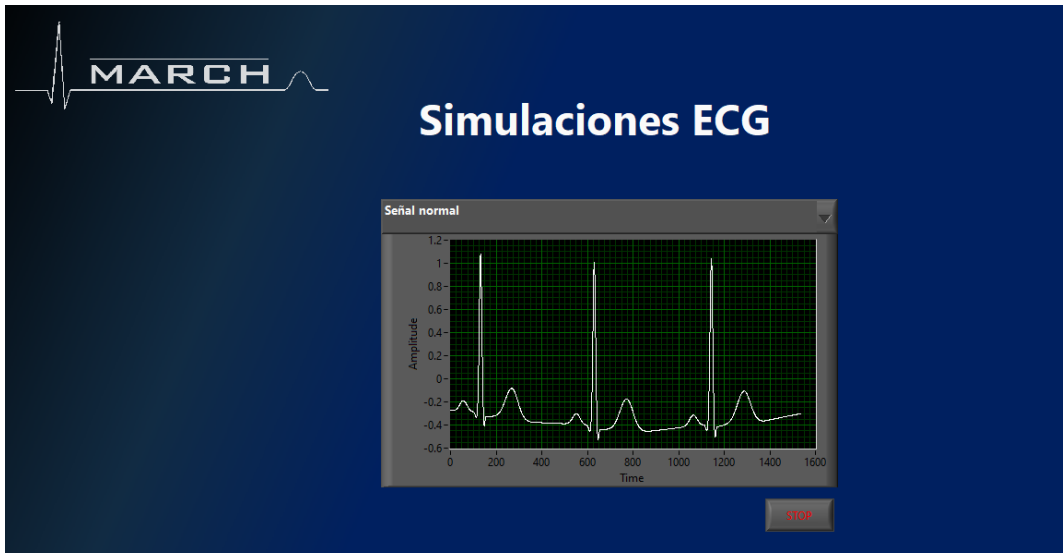 MARCH
Simulaciones ECG
Señal normal
1.2
1
0.8
0.6
0.4
0.2
0
-0.2
-0.4
-0.6
Amplitude
0 200 400 600 800 1000 1200 1400 1600
Time
STOP